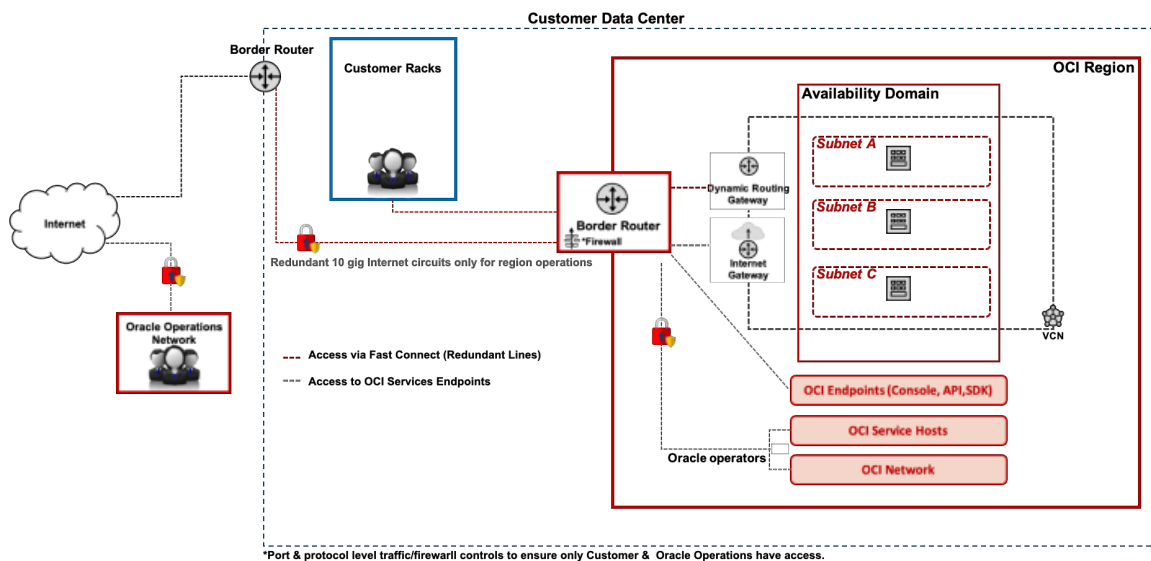 Customer Data Center
Border Router
Customer Racks
OCI Region
Availability Domain
Subnet A
Subnet B
Subnet C
Dynamic Routing
Gateway
Internet
Gateway
Border Router
*Firewall
Internet
Redundant 10 gig Internet circuits only for region operations
Oracle Operations
Network
Access via Fast Connect (Redundant Lines)
Access to OCI Services Endpoints
VCN
OCI Endpoints (Console, API,SDK)
OCI Service Hosts
Oracle operators
OCI Network
*Port & protocol level traffic/firewarll controls to ensure only Customer & Oracle Operations have access.